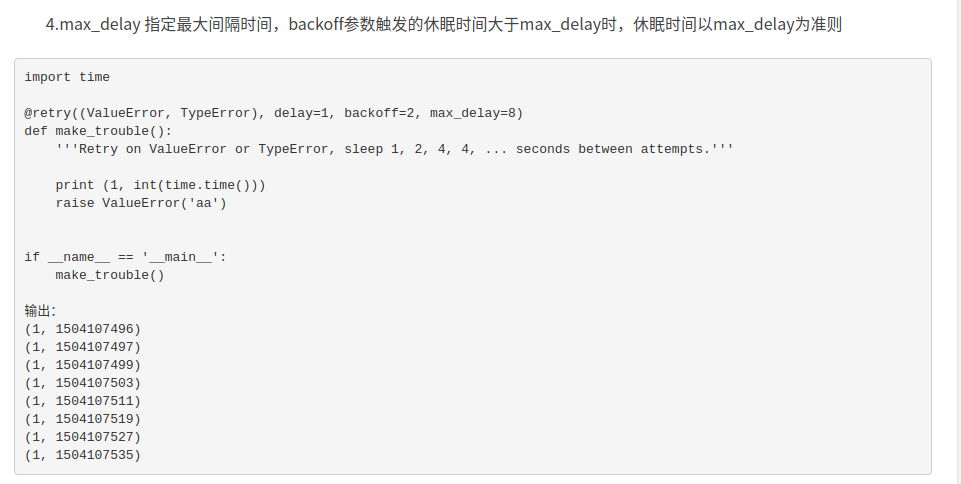 4.max_delay 指定最大间隔时间，backoff参数触发的休眠时间大于max_delay时，休眠时间以max_delay为准则
import time
@retry((ValueError, TypeError), delay=1, backoff=2, max_delay=8)
def make_trouble():
    '''Retry on ValueError or TypeError, sleep 1, 2, 4, 4, ... seconds between attempts.'''
    print (1, int(time.time()))
    raise ValueError('aa')
if __name__ == '__main__':
    make_trouble()
输出：
(1, 1504107496)
(1, 1504107497)
(1, 1504107499)
(1, 1504107503)
(1, 1504107511)
(1, 1504107519)
(1, 1504107527)
(1, 1504107535)